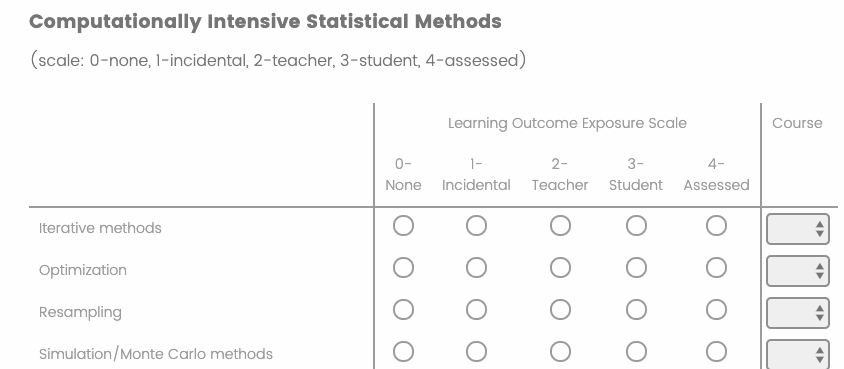 Computationally Intensive Statistical Methods
(scale: 0-none, 1-incidental, 2-teacher, 3-student, 4-assessed)
Learning Outcome Exposure Scale Course
0- 1- 2- 3- 4-
None Incidental Teacher Student Assessed
Iterative methods
Optimization
Resampling
Simulation/Monte Carlo methods